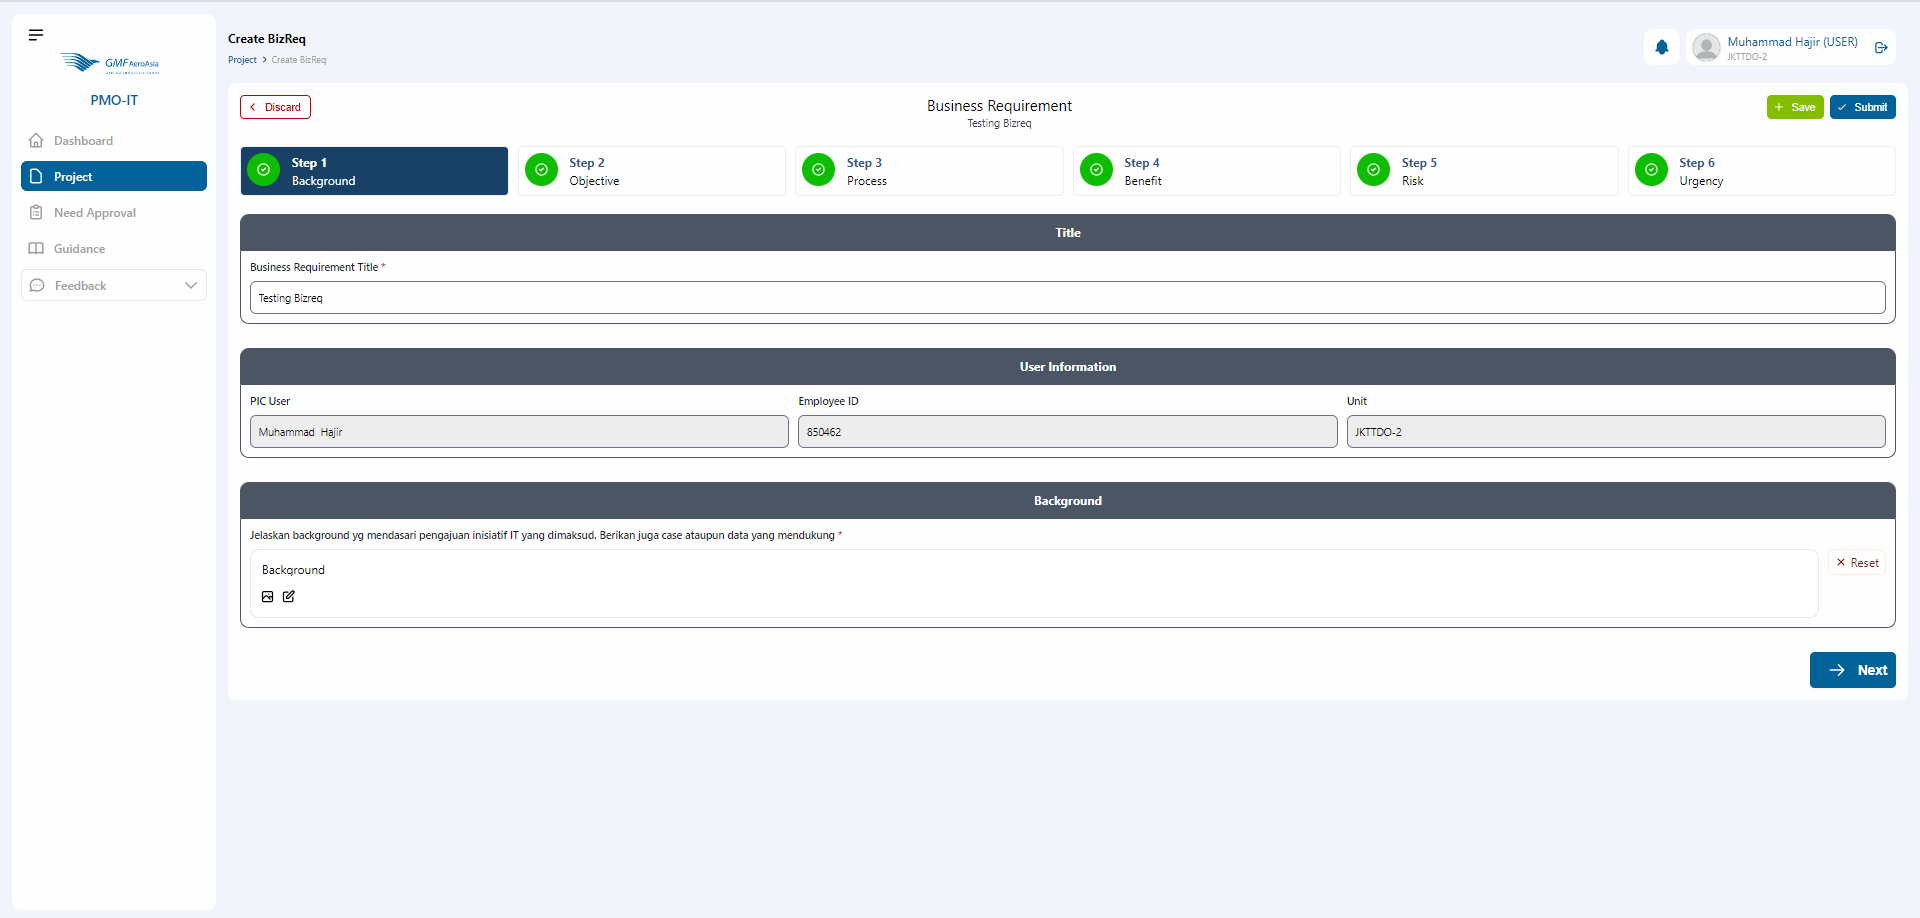 GMF AeroAsia
PMO-IT
Dashboard
Project
Need Approval
Guidance
Feedback
Create BizReq
Project > Create BizReq
Muhammad Hajir (USER)
JKTTDO-2
Discard
Business Requirement
Testing Bizreq
Save
Submit
Step 1
Background
Step 2
Objective
Step 3
Process
Step 4
Benefit
Step 5
Risk
Step 6
Urgency
Title
Business Requirement Title *
Testing Bizreq
User Information
PIC User
Employee ID
Unit
Muhammad Hajir
850462
JKTTDO-2
Background
Jelaskan background yg mendasari pengajuan inisiatif IT yang dimaksud. Berikan juga case ataupun data yang mendukung *
Background
Reset
Next